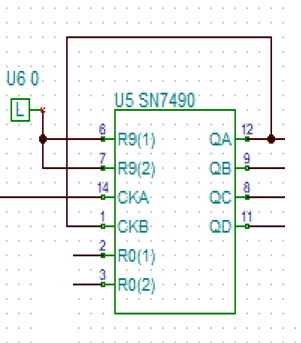 U6 0
L
U5 SN7490
6 R9(1) QA 12
7 R9(2) QB 9
14 CKA QC 8
1 CKB QD 11
2 R0(1)
3 R0(2)